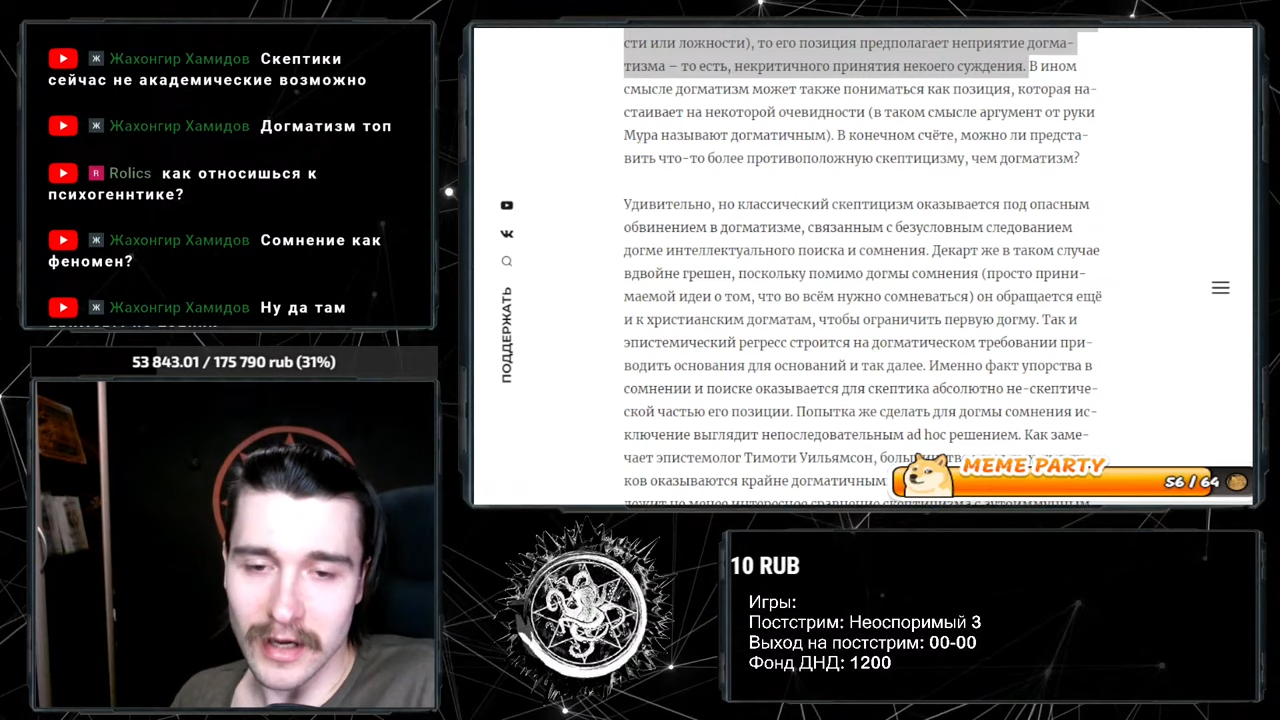 Жахонгир Хамидов Скептики
сейчас не академические возможно
Жахонгир Хамидов Догматизм топ
Rolics как относишься к
психогеннтике?
Жахонгир Хамидов Сомнение как
феномен?
Жахонгир Хамидов Ну да там
53 843.01 / 175 790 rub (31%)
сти или ложности), то его позиция предполагает неприятие догма-
тизма – то есть, некритичного принятия некоего суждения. В ином
смысле догматизм может также пониматься как позиция, которая на-
стаивает на некоторой очевидности (в таком смысле аргумент от руки
Мура называют догматичным). В конечном счёте, можно ли предста-
вить что-то более противоположную скептицизму, чем догматизм?
Удивительно, но классический скептицизм оказывается под опасным
обвинением в догматизме, связанным с безусловным следованием
догме интеллектуального поиска и сомнения. Декарт же в таком случае
вдвойне грешен, поскольку помимо догмы сомнения (просто прини-
маемой идеи о том, что во всём нужно сомневаться) он обращается ещё
и к христианским догматам, чтобы ограничить первую догму. Так и
эпистемический регресс строится на догматическом требовании при-
водить основания для оснований и так далее. Именно факт упорства в
сомнении и поиске оказывается для скептика абсолютно не-скептиче-
ской частью его позиции. Попытка же сделать для догмы сомнения ис-
ключение выглядит непоследовательным ad hoc решением. Как заме-
чает эпистемолог Тимоти Уильямсон,
ков оказываются крайне догматичным
ПОДДЕРЖАТЬ
MEME PARTY
56 / 64
10 RUB
Игры:
Постстрим: Неоспоримый 3
Выход на постстрим: 00-00
Фонд ДНД: 1200